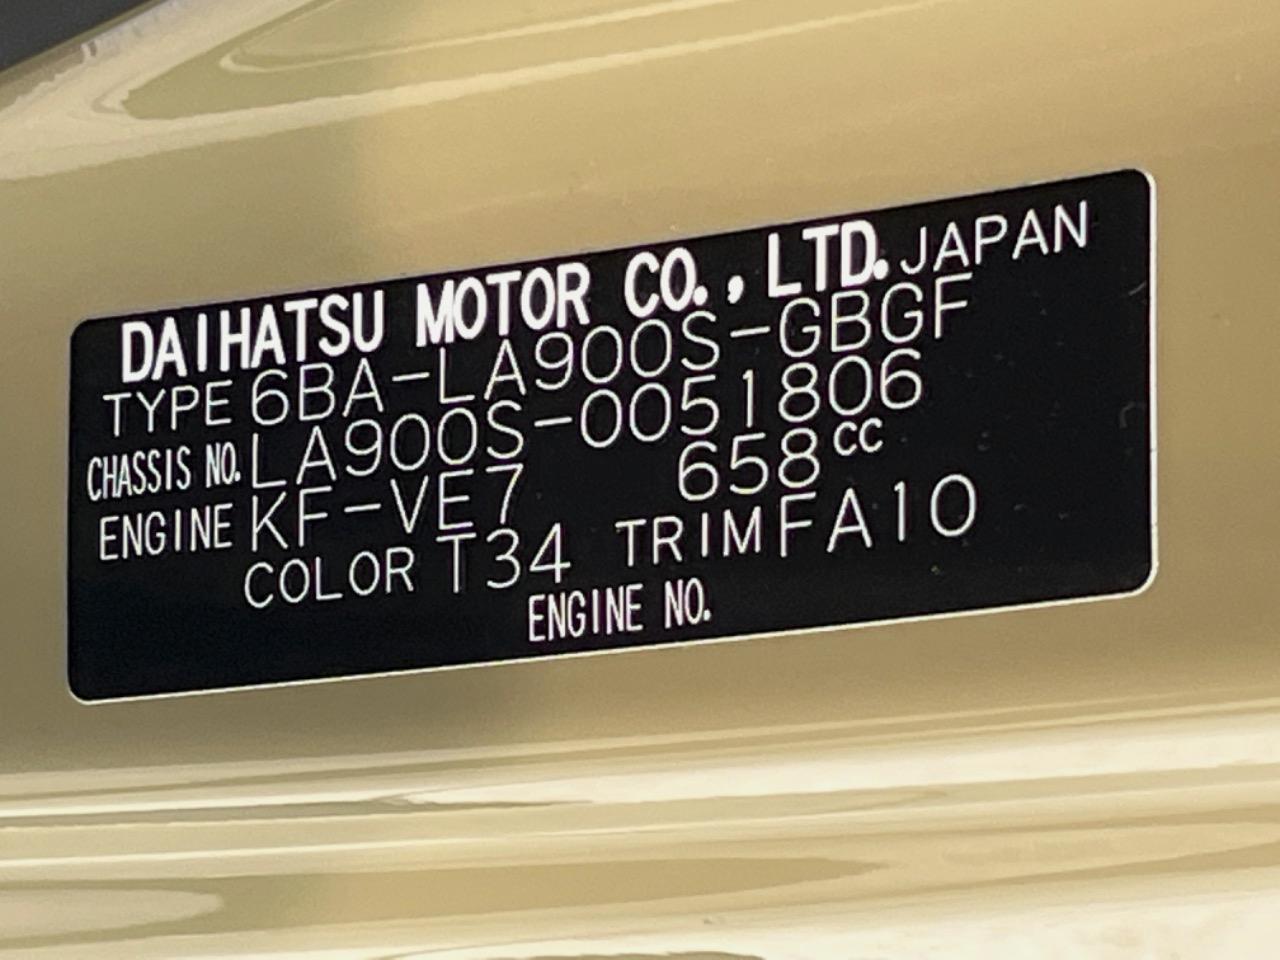 DAIHATSU MOTOR CO., LTD. JAPAN
TYPE 6BA-LA900S-GBGF
CHASSIS NO. LA900S-0051806
ENGINE KF-VE7 658cc
COLOR T34 TRIM FA10
ENGINE NO.